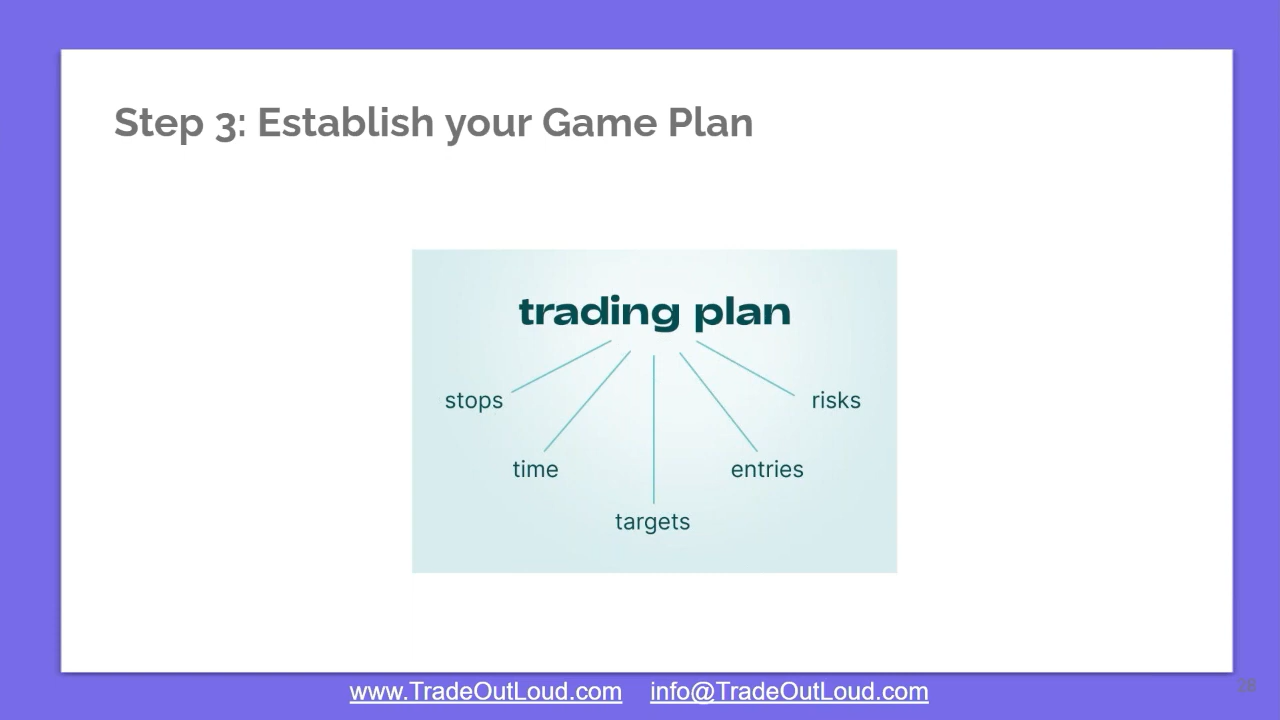 Step 3: Establish your Game Plan
trading plan
stops
risks
time
entries
targets
www.TradeOutLoud.com info@TradeOutLoud.com
28